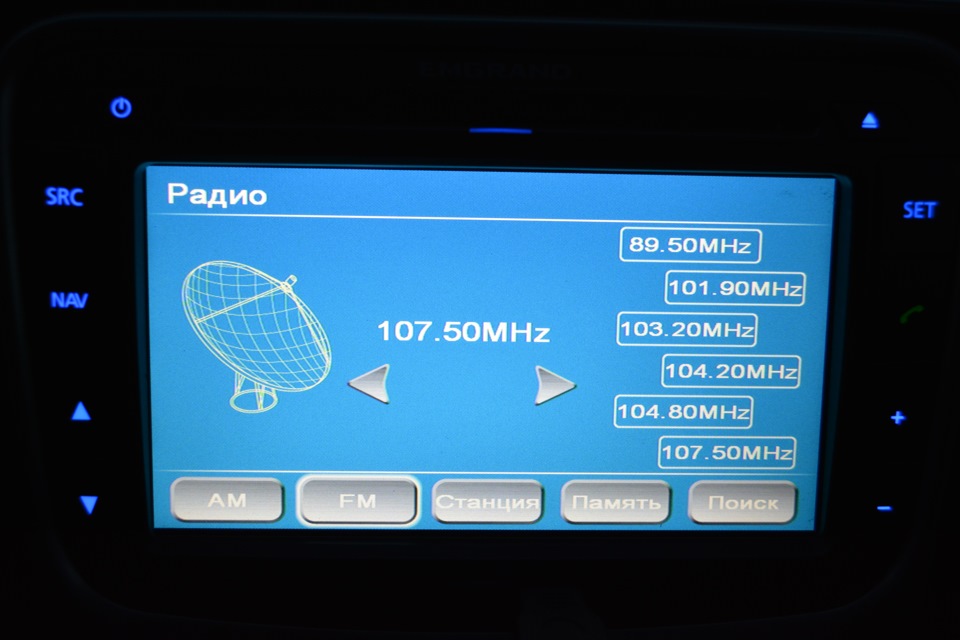 EMGRAND
SRC
NAV
SET
Радио
89.50MHz
101.90MHz
103.20MHz
104.20MHz
104.80MHz
107.50MHz
107.50MHz
AM
FM
Станция
Память
Поиск
+
-